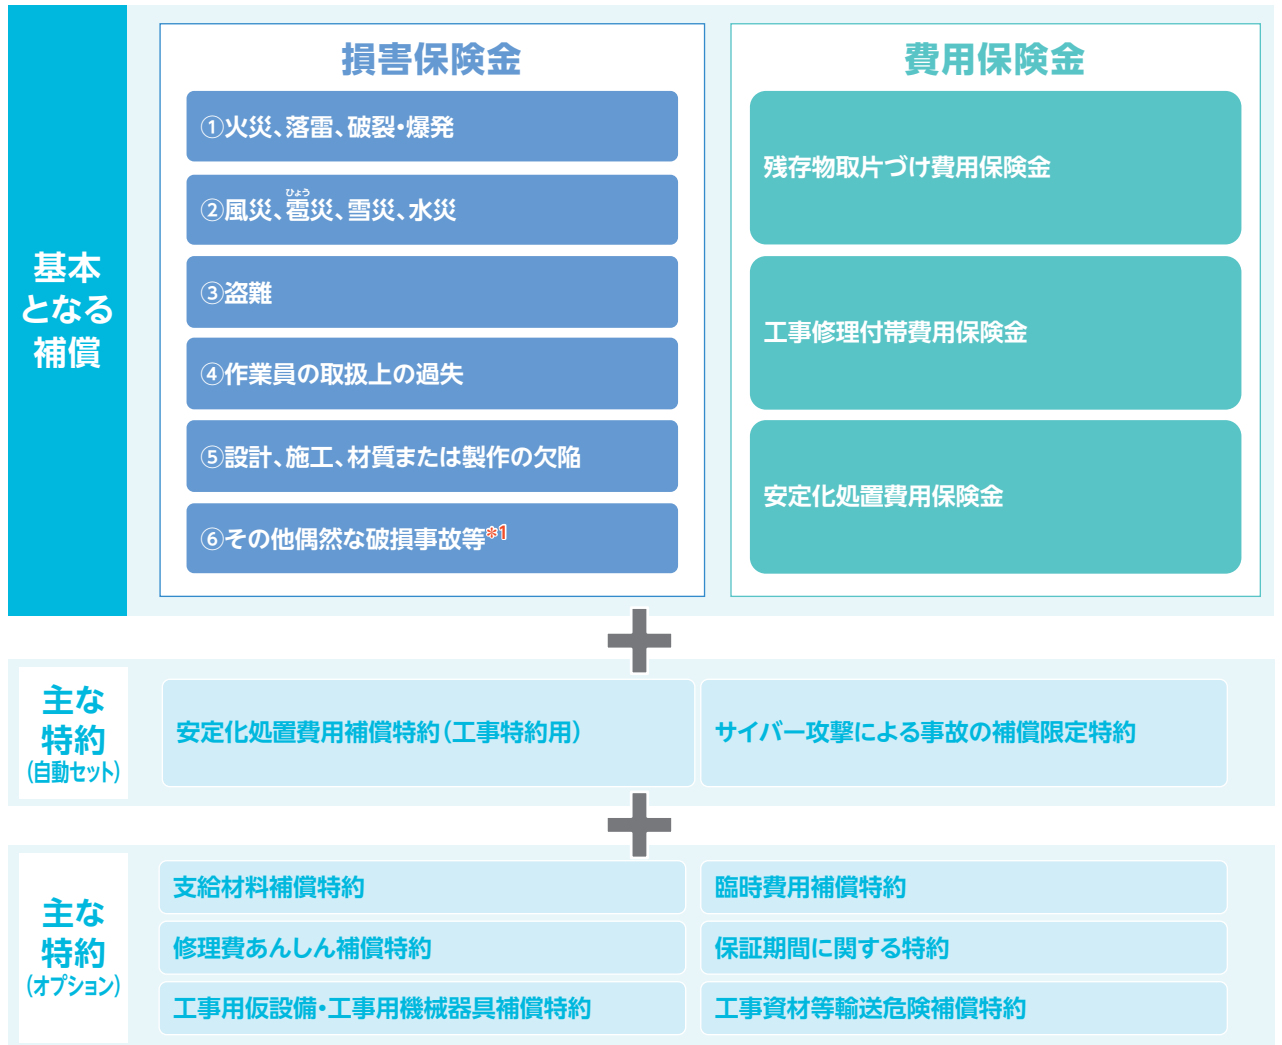 基本
となる
補償
損害保険金
①火災、落雷、破裂・爆発
ひょう
②風災、雹災、雪災、水災
③盗難
④作業員の取扱上の過失
⑤設計、施工、材質または製作の欠陥
⑥その他偶然な破損事故等*1
費用保険金
残存物取片づけ費用保険金
工事修理付帯費用保険金
安定化処置費用保険金
主な
特約
(自動セット)
安定化処置費用補償特約(工事特約用)
サイバー攻撃による事故の補償限定特約
主な
特約
(オプション)
支給材料補償特約
臨時費用補償特約
修理費あんしん補償特約
保証期間に関する特約
工事用仮設備・工事用機械器具補償特約
工事資材等輸送危険補償特約